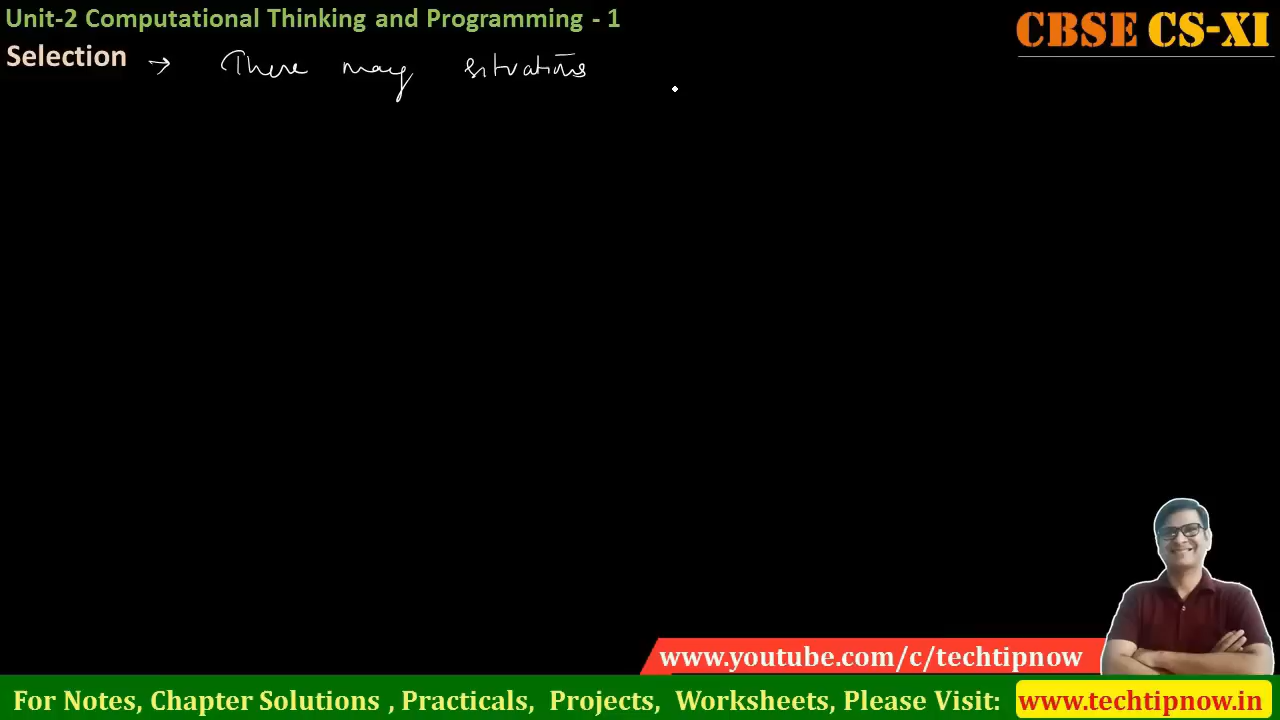 Unit-2 Computational Thinking and Programming - 1
CBSE CS-XI
Selection → There may situations
www.youtube.com/c/techtipnow
For Notes, Chapter Solutions , Practicals, Projects, Worksheets, Please Visit: www.techtipnow.in